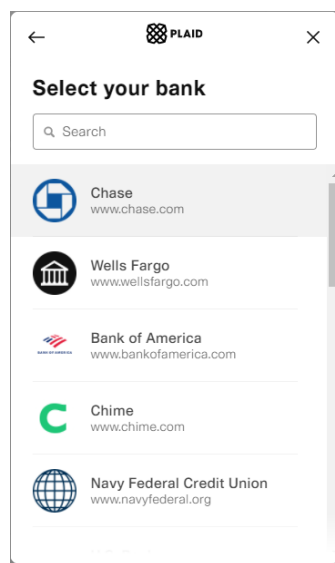 PLAID
Select your bank
Search
Chase
www.chase.com
Wells Fargo
www.wellsfargo.com
BANK OF AMERICA
Bank of America
www.bankofamerica.com
C
Chime
www.chime.com
Navy Federal Credit Union
www.navyfederal.org